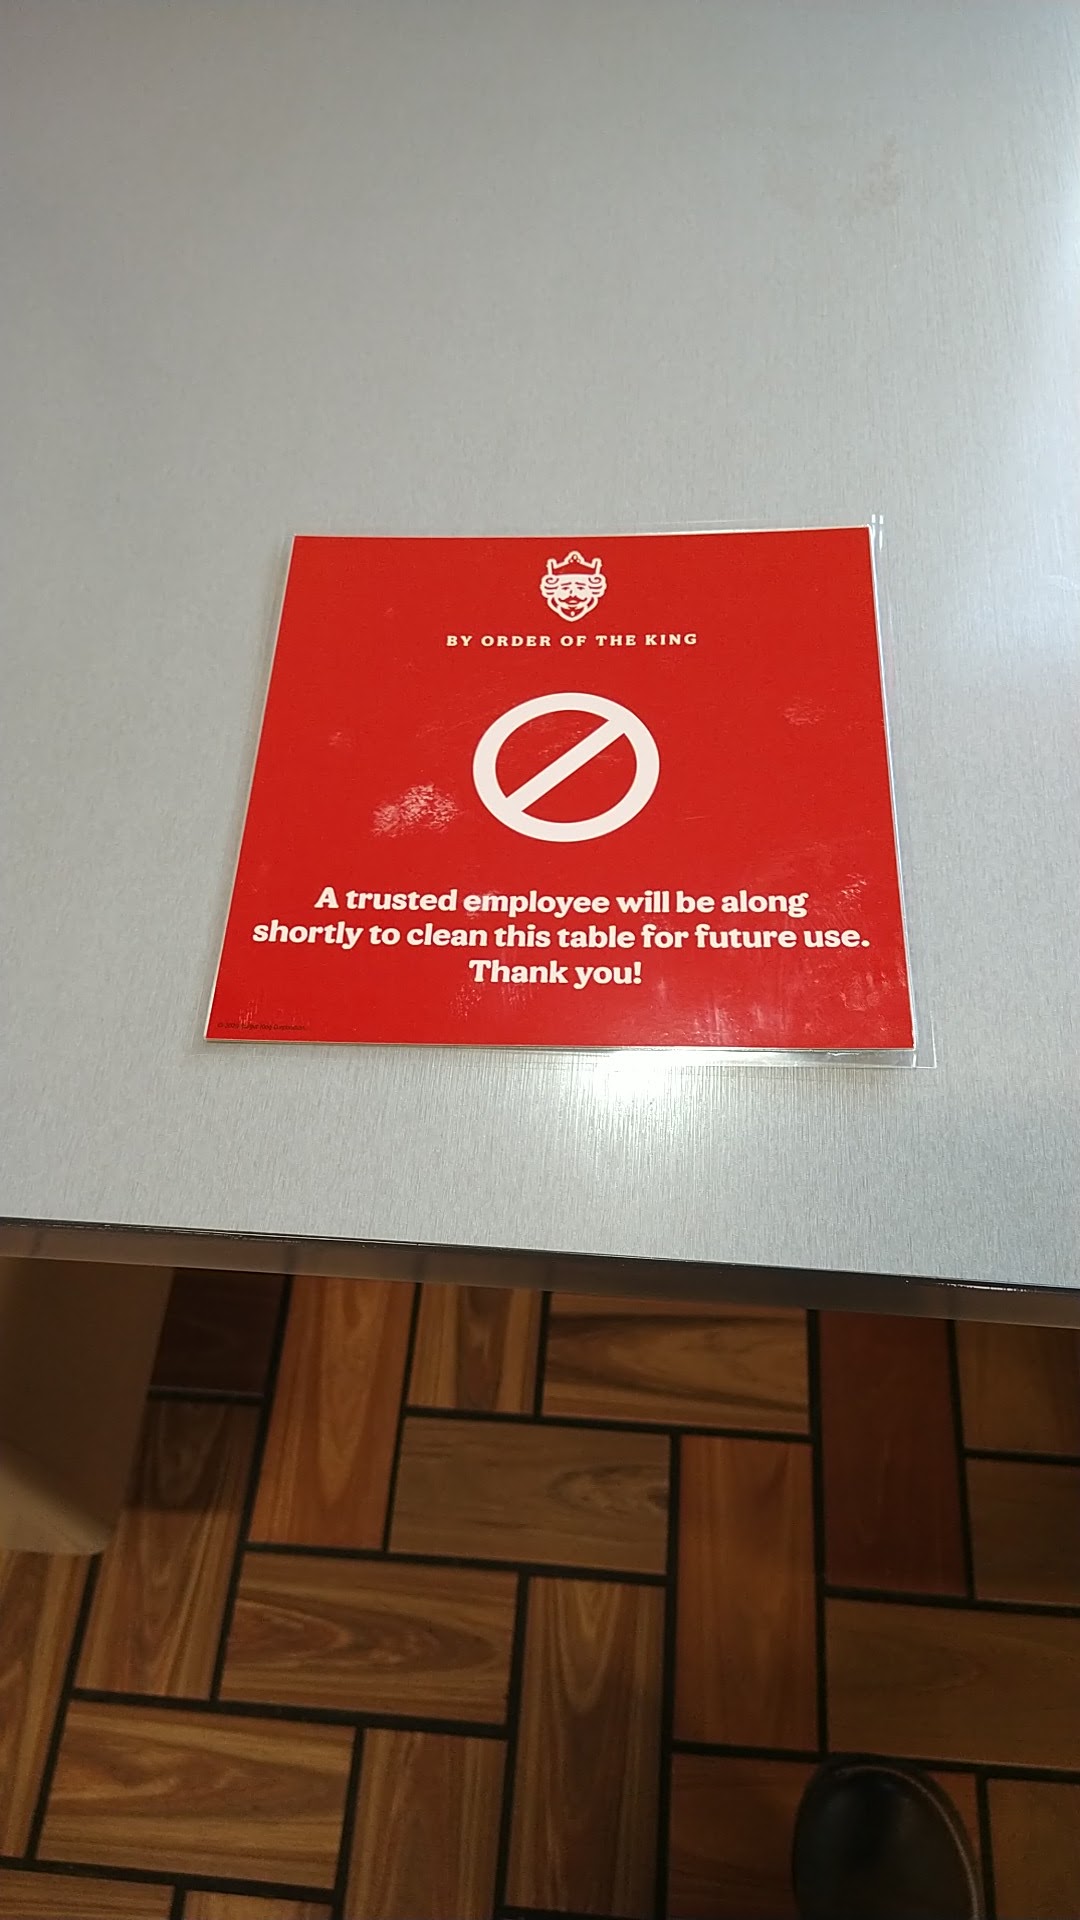 BY ORDER OF THE KING
A trusted employee will be along
shortly to clean this table for future use.
Thank you!